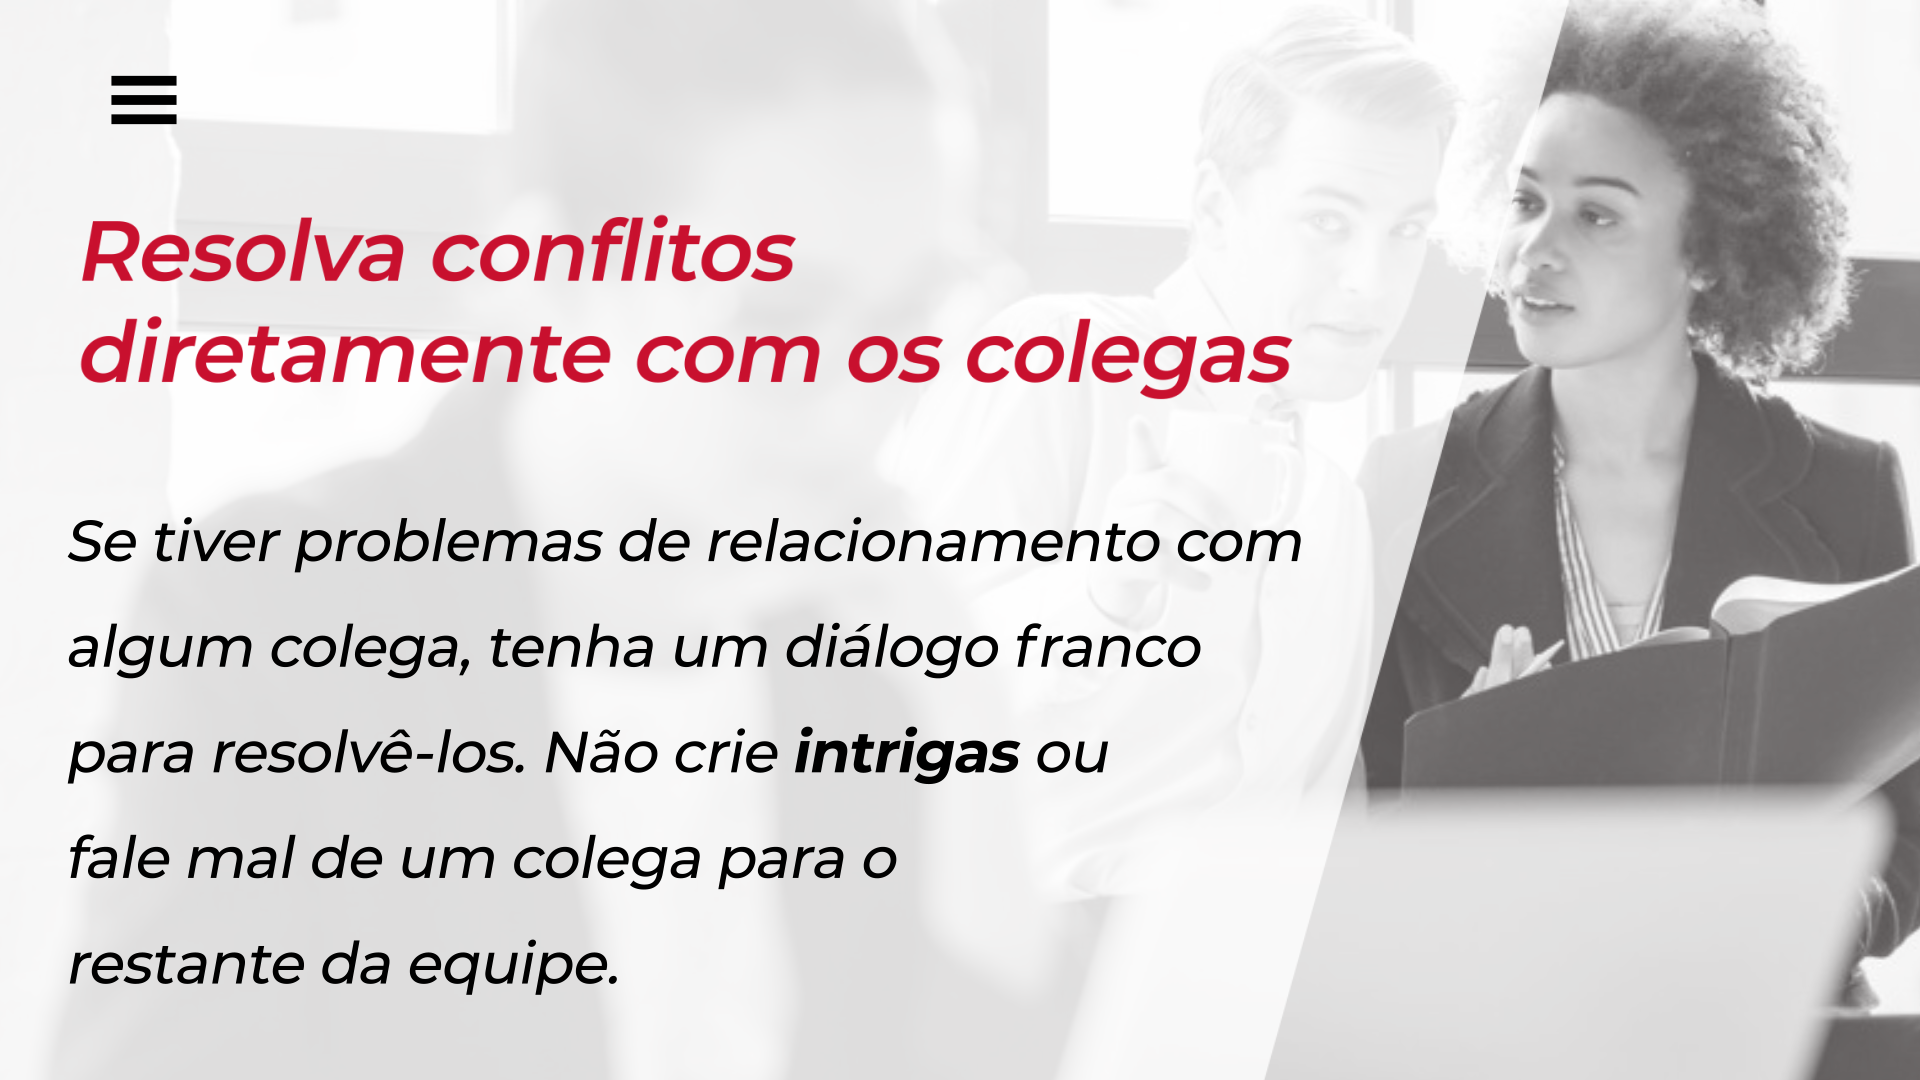 Resolva conflitos
diretamente com os colegas
Se tiver problemas de relacionamento com
algum colega, tenha um diálogo franco
para resolvê-los. Não crie intrigas ou
fale mal de um colega para o
restante da equipe.